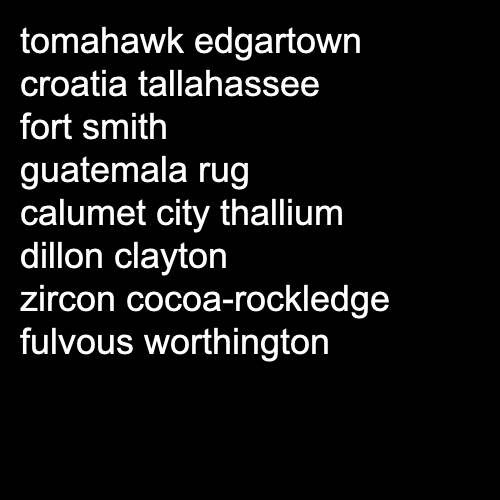 tomahawk edgartown
croatia tallahassee
fort smith
guatemala rug
calumet city thallium
dillon clayton
zircon cocoa-rockledge
fulvous worthington